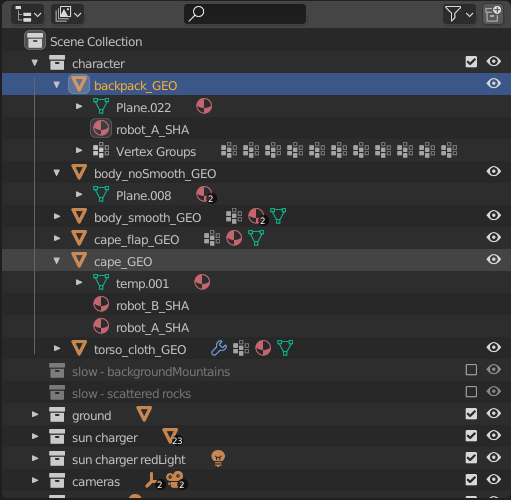 Scene Collection
character
backpack_GEO
Plane.022
robot_A_SHA
Vertex Groups
body_noSmooth_GEO
Plane.008 2
body_smooth_GEO 2
cape_flap_GEO
cape_GEO
temp.001
robot_B_SHA
robot_A_SHA
torso_cloth_GEO
slow - backgroundMountains
slow - scattered rocks
ground
sun charger 23
sun charger redLight
cameras 2 2